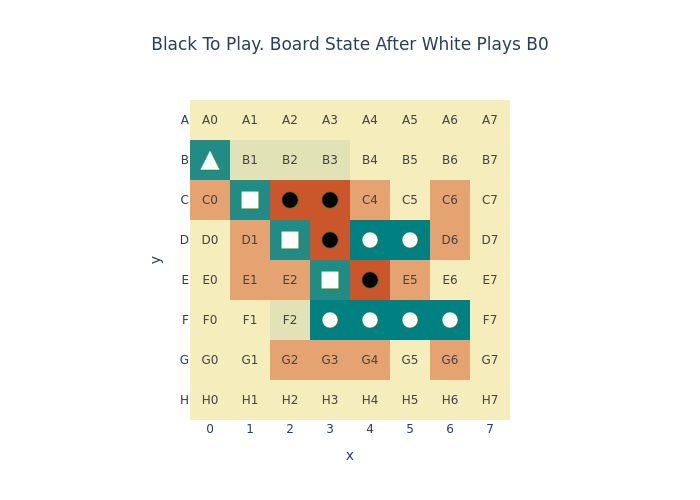 Black To Play. Board State After White Plays B0
A A0 A1 A2 A3 A4 A5 A6 A7
B B1 B2 B3 B4 B5 B6 B7
C C0 C4 C5 C6 C7
D D0 D1 D6 D7
E E0 E1 E2 E5 E6 E7
F F0 F1 F2 F7
G G0 G1 G2 G3 G4 G5 G6 G7
H H0 H1 H2 H3 H4 H5 H6 H7
0 1 2 3 4 5 6 7
x
y